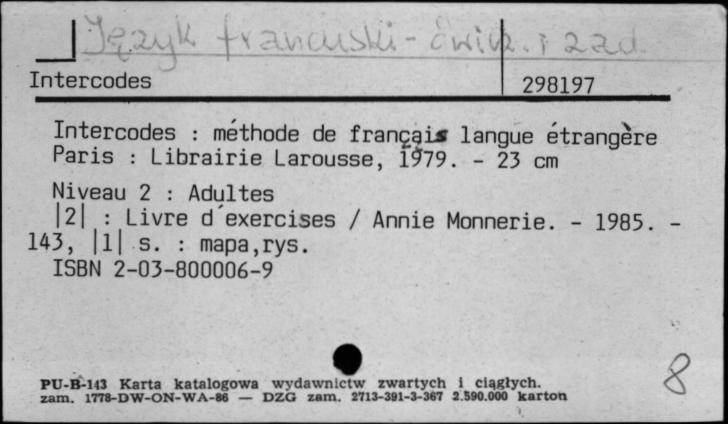 Język francuski - ćwicz. i zad.
Intercodes 298197
Intercodes : méthode de français langue étrangère
Paris : Librairie Larousse, 1979. - 23 cm
Niveau 2 : Adultes
|2| : Livre d'exercises / Annie Monnerie. - 1985. -
143, |1| s. : mapa,rys.
ISBN 2-03-800006-9
8
PU-B-143 Karta katalogowa wydawnictw zwartych i ciągłych.
zam. 1778-DW-ON-WA-86 — DZG zam. 2713-391-3-367 2.590.000 karton